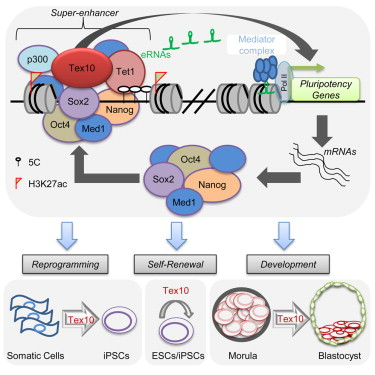 Super-enhancer
eRNAs
Mediator
complex
p300
Tex10
Tet1
Sox2
Pol II
Pluripotency
Genes
Oct4
Nanog
Med1
mRNAs
5C
H3K27ac
Oct4
Sox2
Nanog
Med1
Reprogramming
Self-Renewal
Development
Tex10
Tex10
Tex10
Somatic Cells
iPSCs
ESCs/iPSCs
Morula
Blastocyst